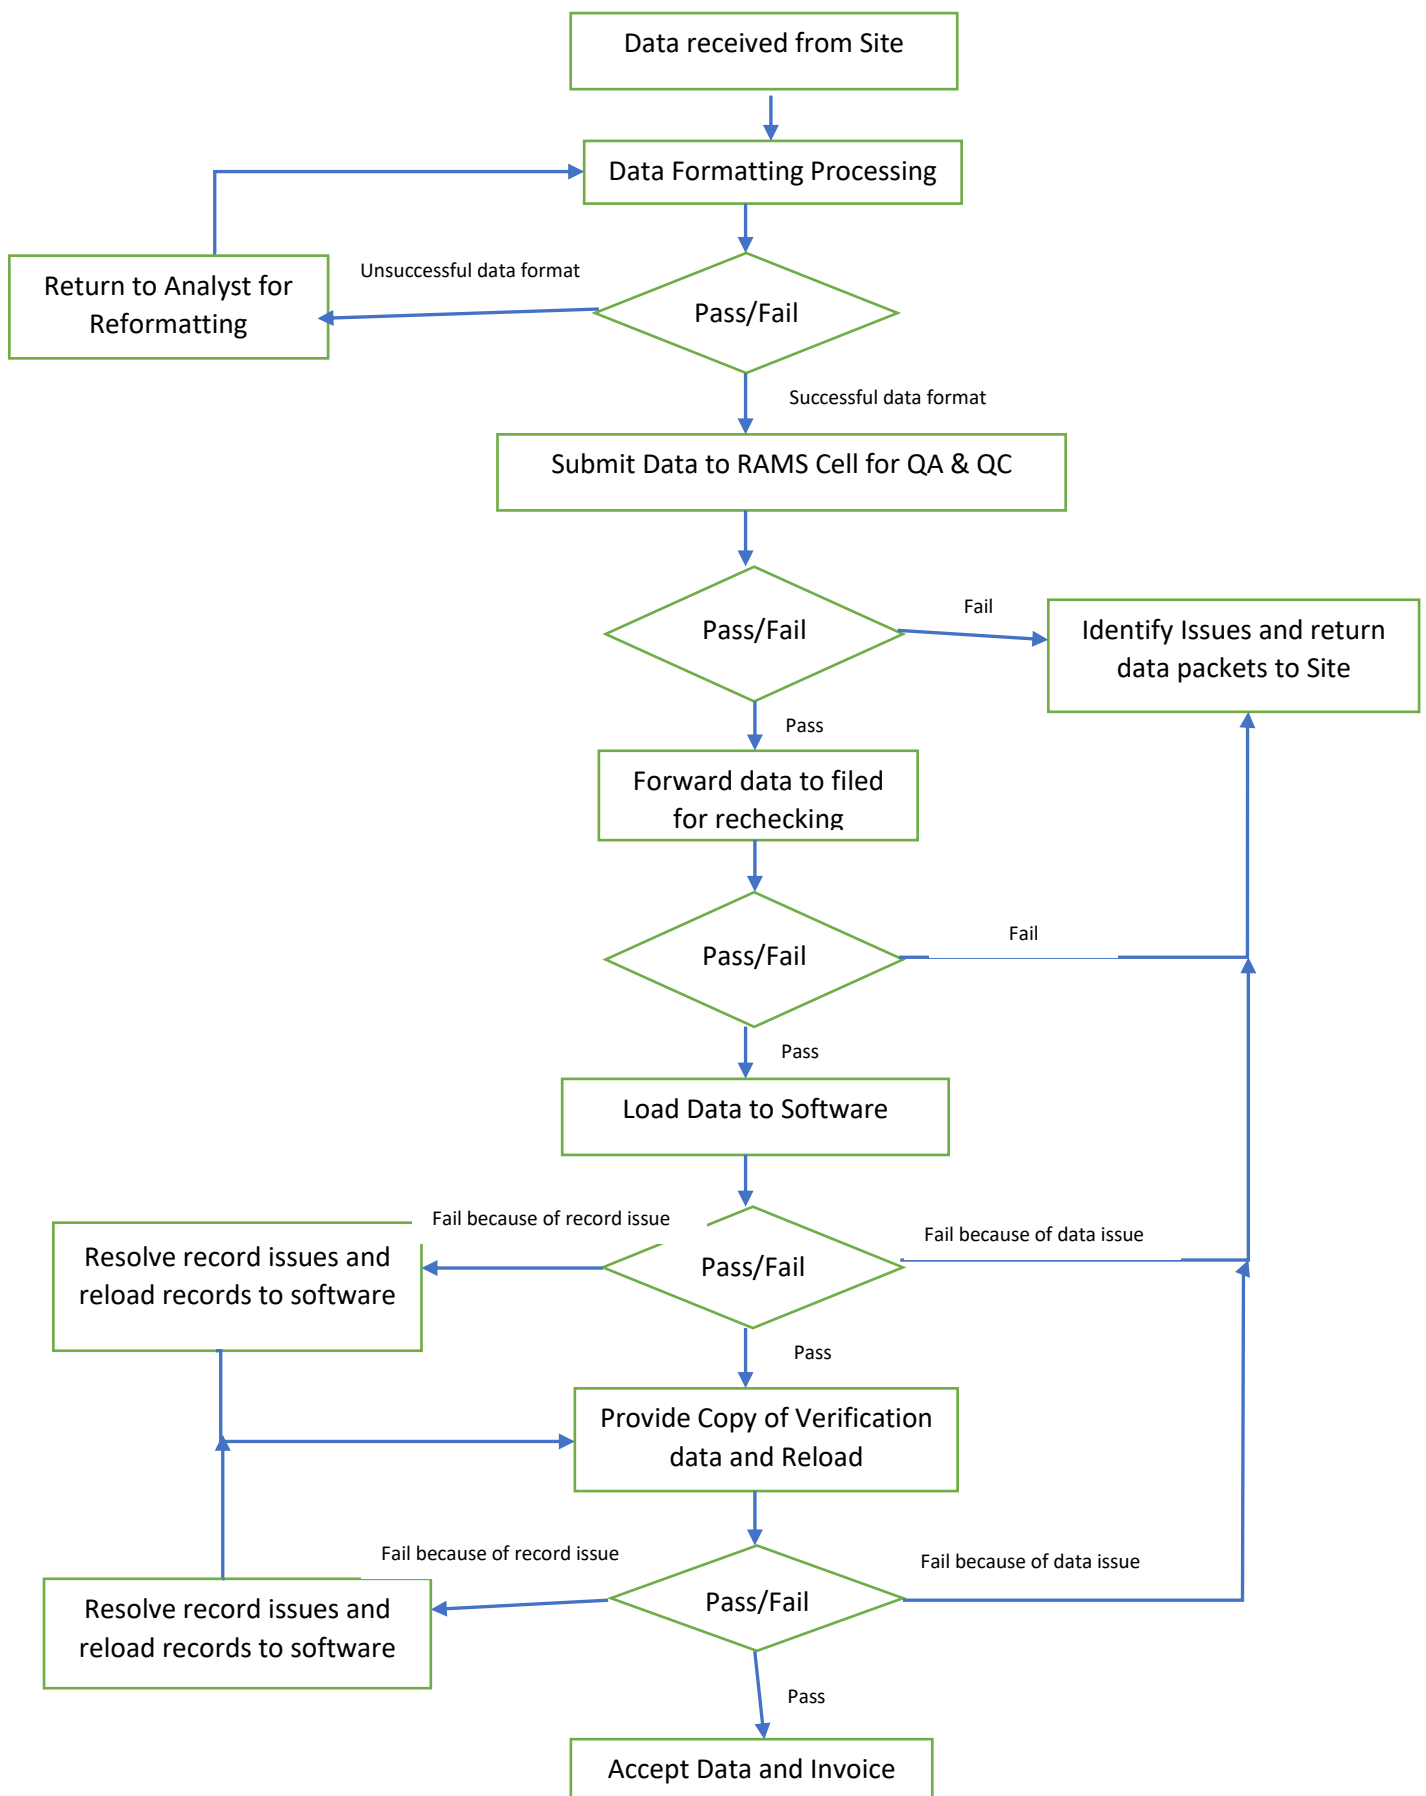 Data received from Site
Data Formatting Processing
Return to Analyst for
Reformatting
Unsuccessful data format
Pass/Fail
Successful data format
Submit Data to RAMS Cell for QA & QC
Pass/Fail
Fail
Identify Issues and return
data packets to Site
Pass
Forward data to filed
for rechecking
Pass/Fail
Fail
Pass
Load Data to Software
Fail because of record issue
Fail because of data issue
Resolve record issues and
reload records to software
Pass/Fail
Pass
Provide Copy of Verification
data and Reload
Fail because of record issue
Fail because of data issue
Resolve record issues and
reload records to software
Pass/Fail
Pass
Accept Data and Invoice